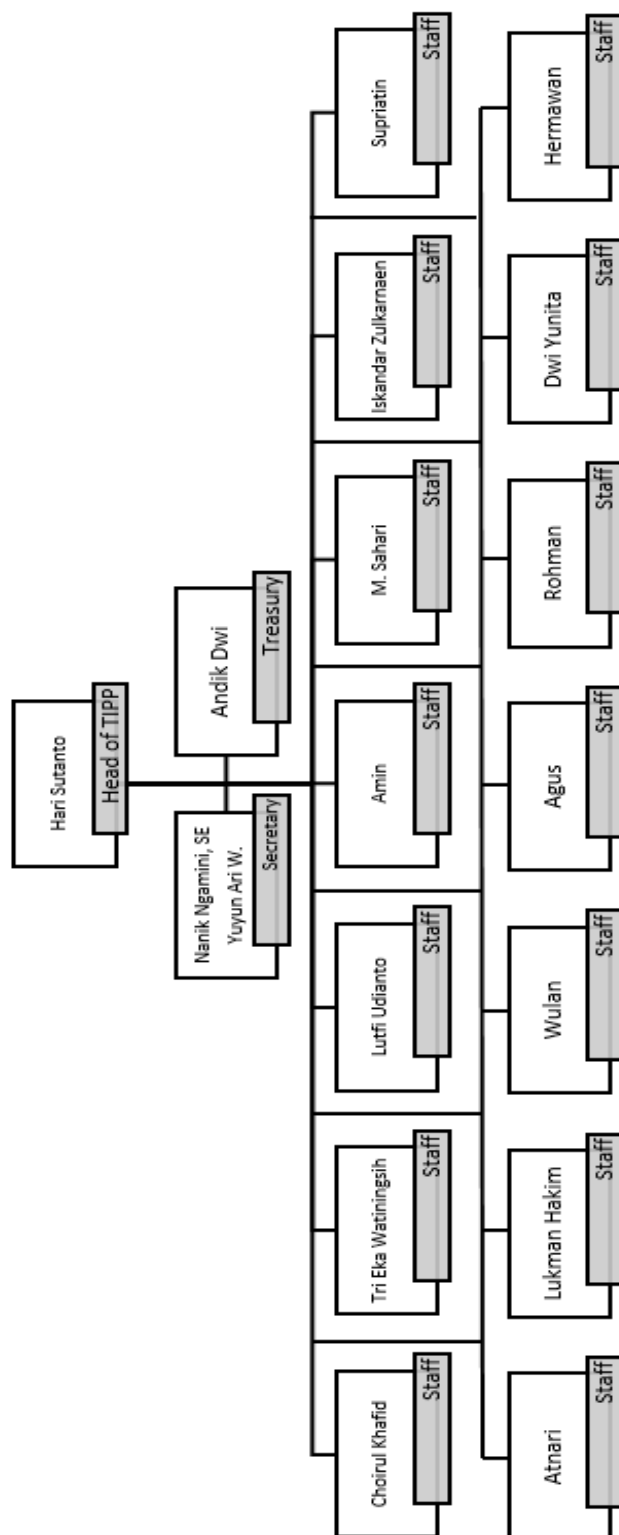 Hari Sutanto
Head of TIPP
Nanik Ngamini, SE
Yuyun Ari W.
Secretary
Andik Dwi
Treasury
Choirul Khafid
Staff
Tri Eka Watiningsih
Staff
Lutfi Udianto
Staff
Amin
Staff
M. Sahari
Staff
Iskandar Zulkarnaen
Staff
Supriatin
Staff
Atnari
Staff
Lukman Hakim
Staff
Wulan
Staff
Agus
Staff
Rohman
Staff
Dwi Yunita
Staff
Hermawan
Staff